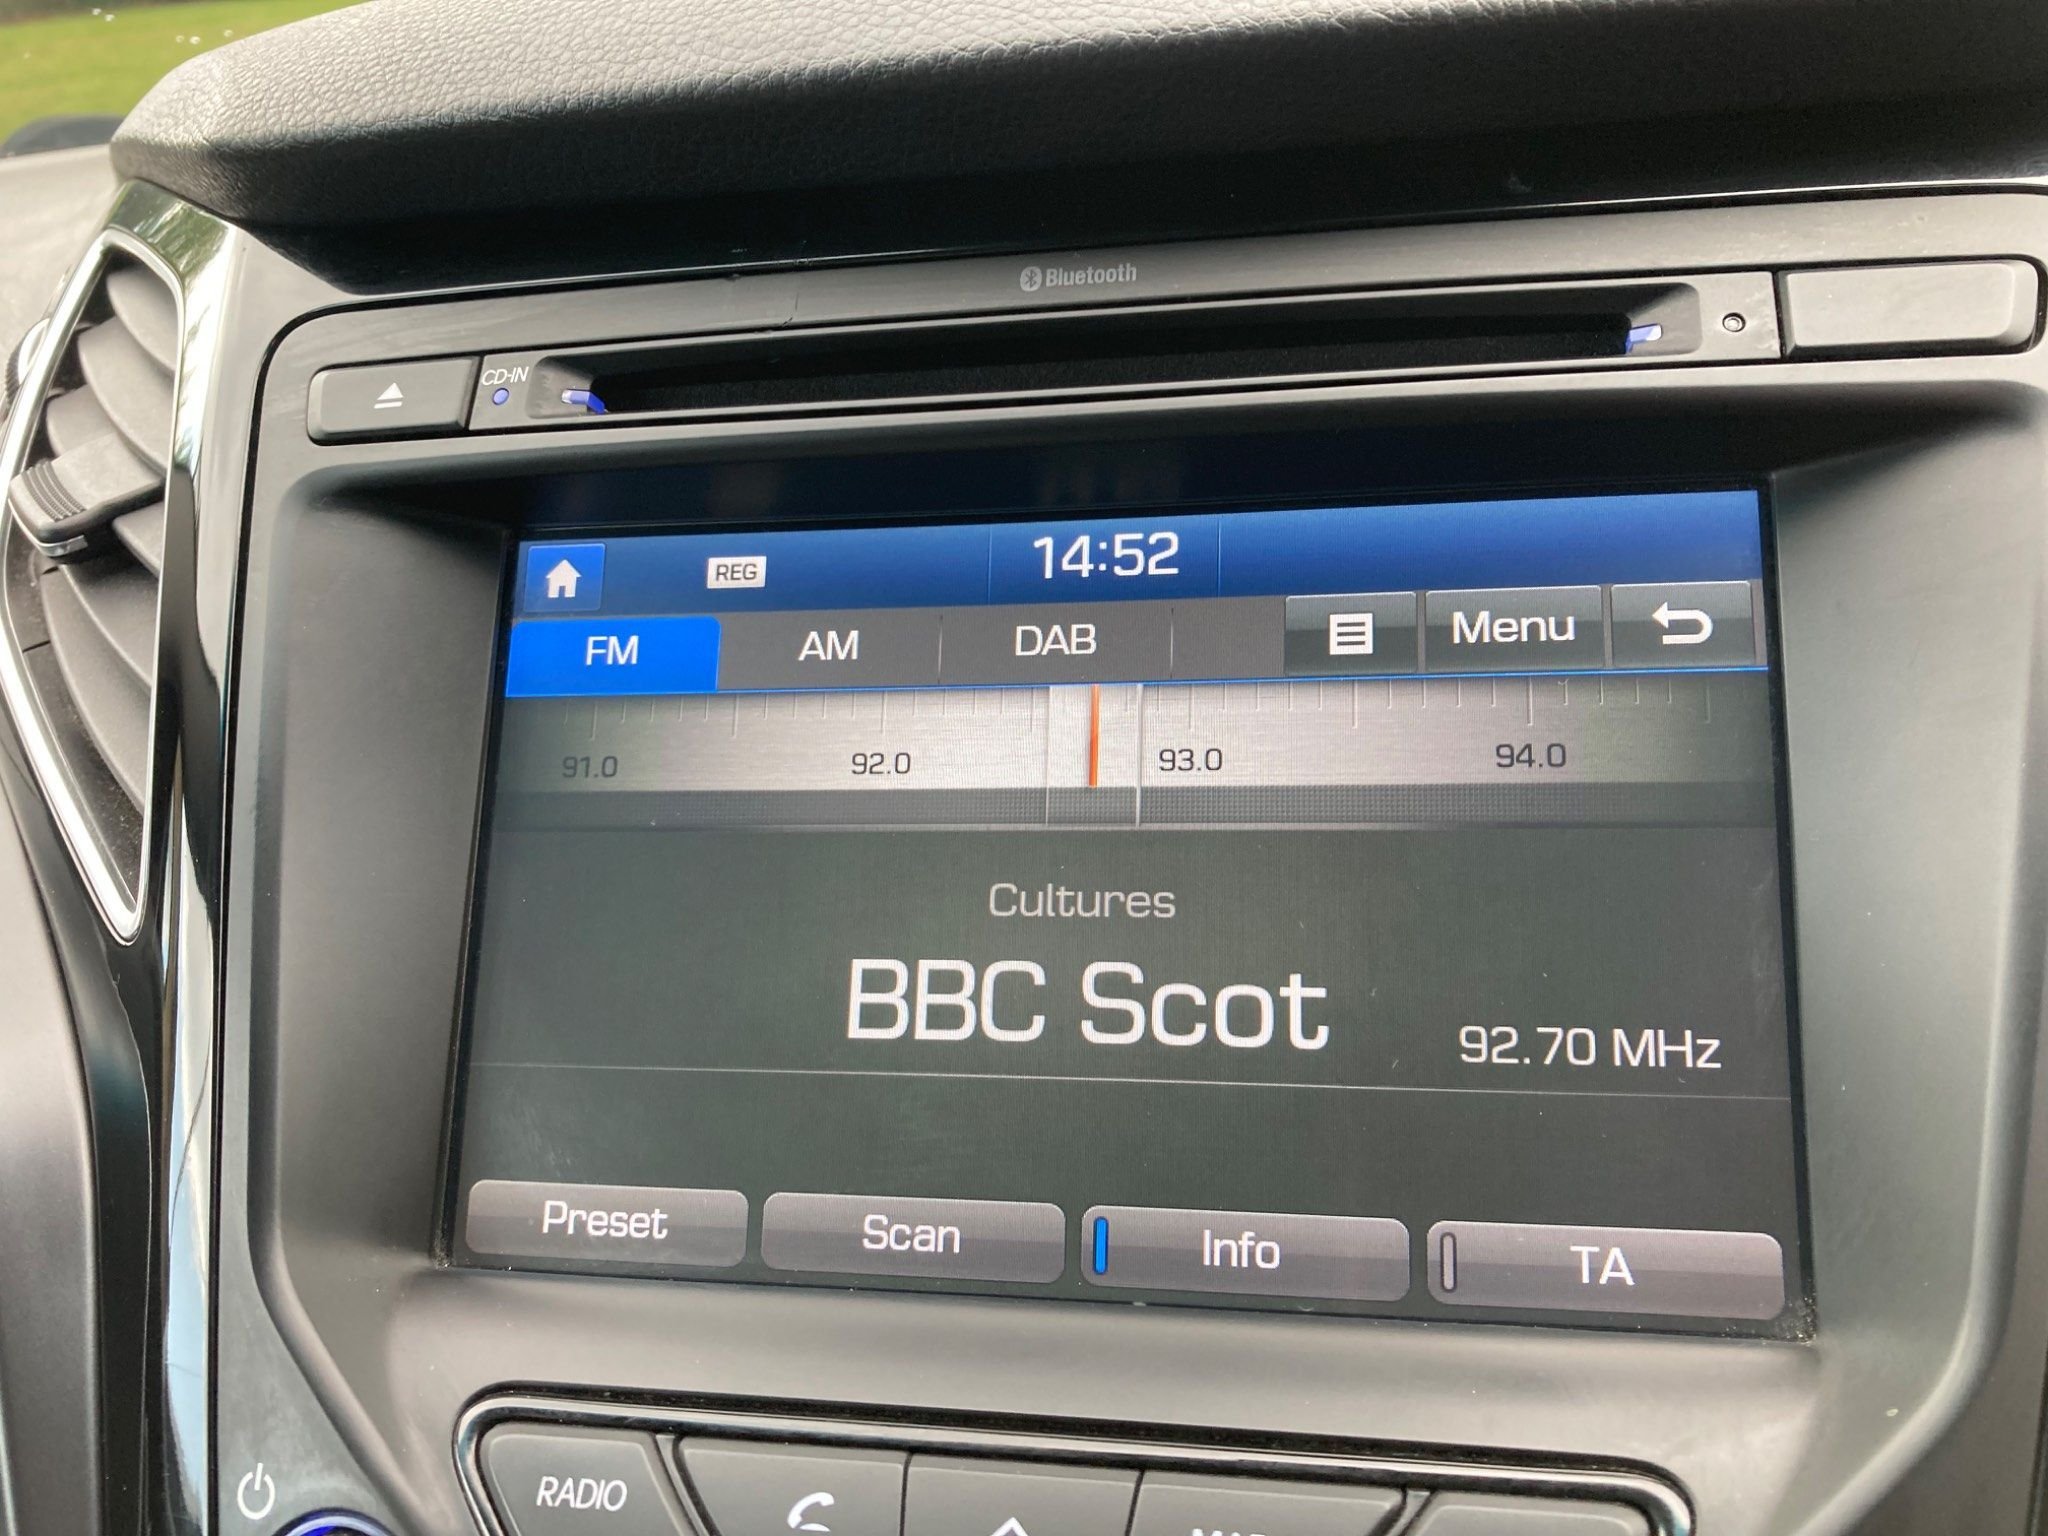 Bluetooth
CD-IN
REG 14:52
FM AM DAB Menu
91.0 92.0 93.0 94.0
Cultures
BBC Scot 92.70 MHz
Preset Scan Info TA
RADIO